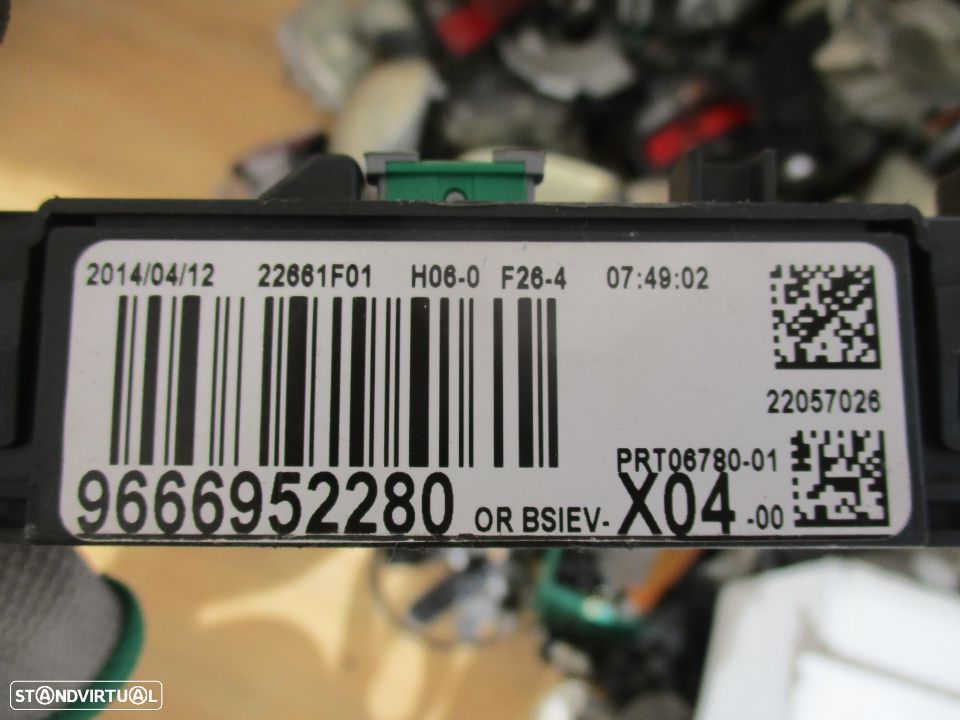 2014/04/12 22661F01 H06-0 F26-4 07:49:02
22057026
PRT06780-01
9666952280 OR BSIEV-X04-00
STANDVIRTUAL